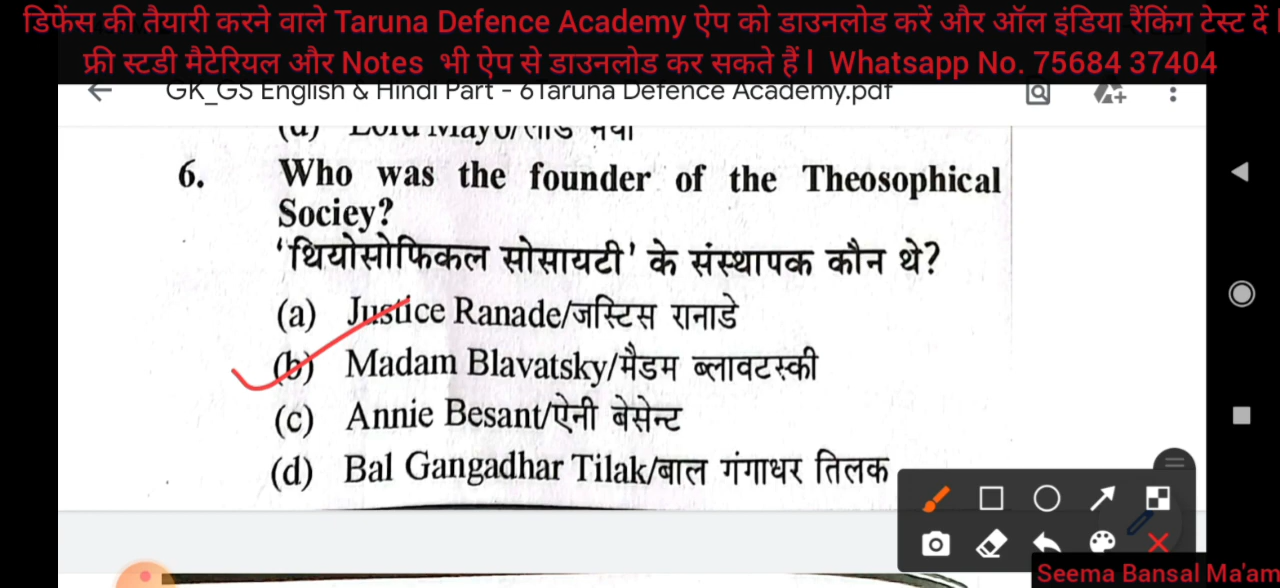 डिफेंस की तैयारी करने वाले Taruna Defence Academy ऐप को डाउनलोड करें और ऑल इंडिया रैंकिंग टेस्ट दें।
फ्री स्टडी मैटेरियल और Notes भी ऐप से डाउनलोड कर सकते हैं। Whatsapp No. 75684 37404
GK_GS English & Hindi Part - 6Taruna Defence Academy.pdf
(d) Lord Mayo/लॉर्ड मेयो
6. Who was the founder of the Theosophical
Sociey?
'थियोसोफिकल सोसायटी' के संस्थापक कौन थे?
(a) Justice Ranade/जस्टिस रानाडे
(b) Madam Blavatsky/मैडम ब्लावटस्की
(c) Annie Besant/ऐनी बेसेन्ट
(d) Bal Gangadhar Tilak/बाल गंगाधर तिलक
Seema Bansal Ma'am